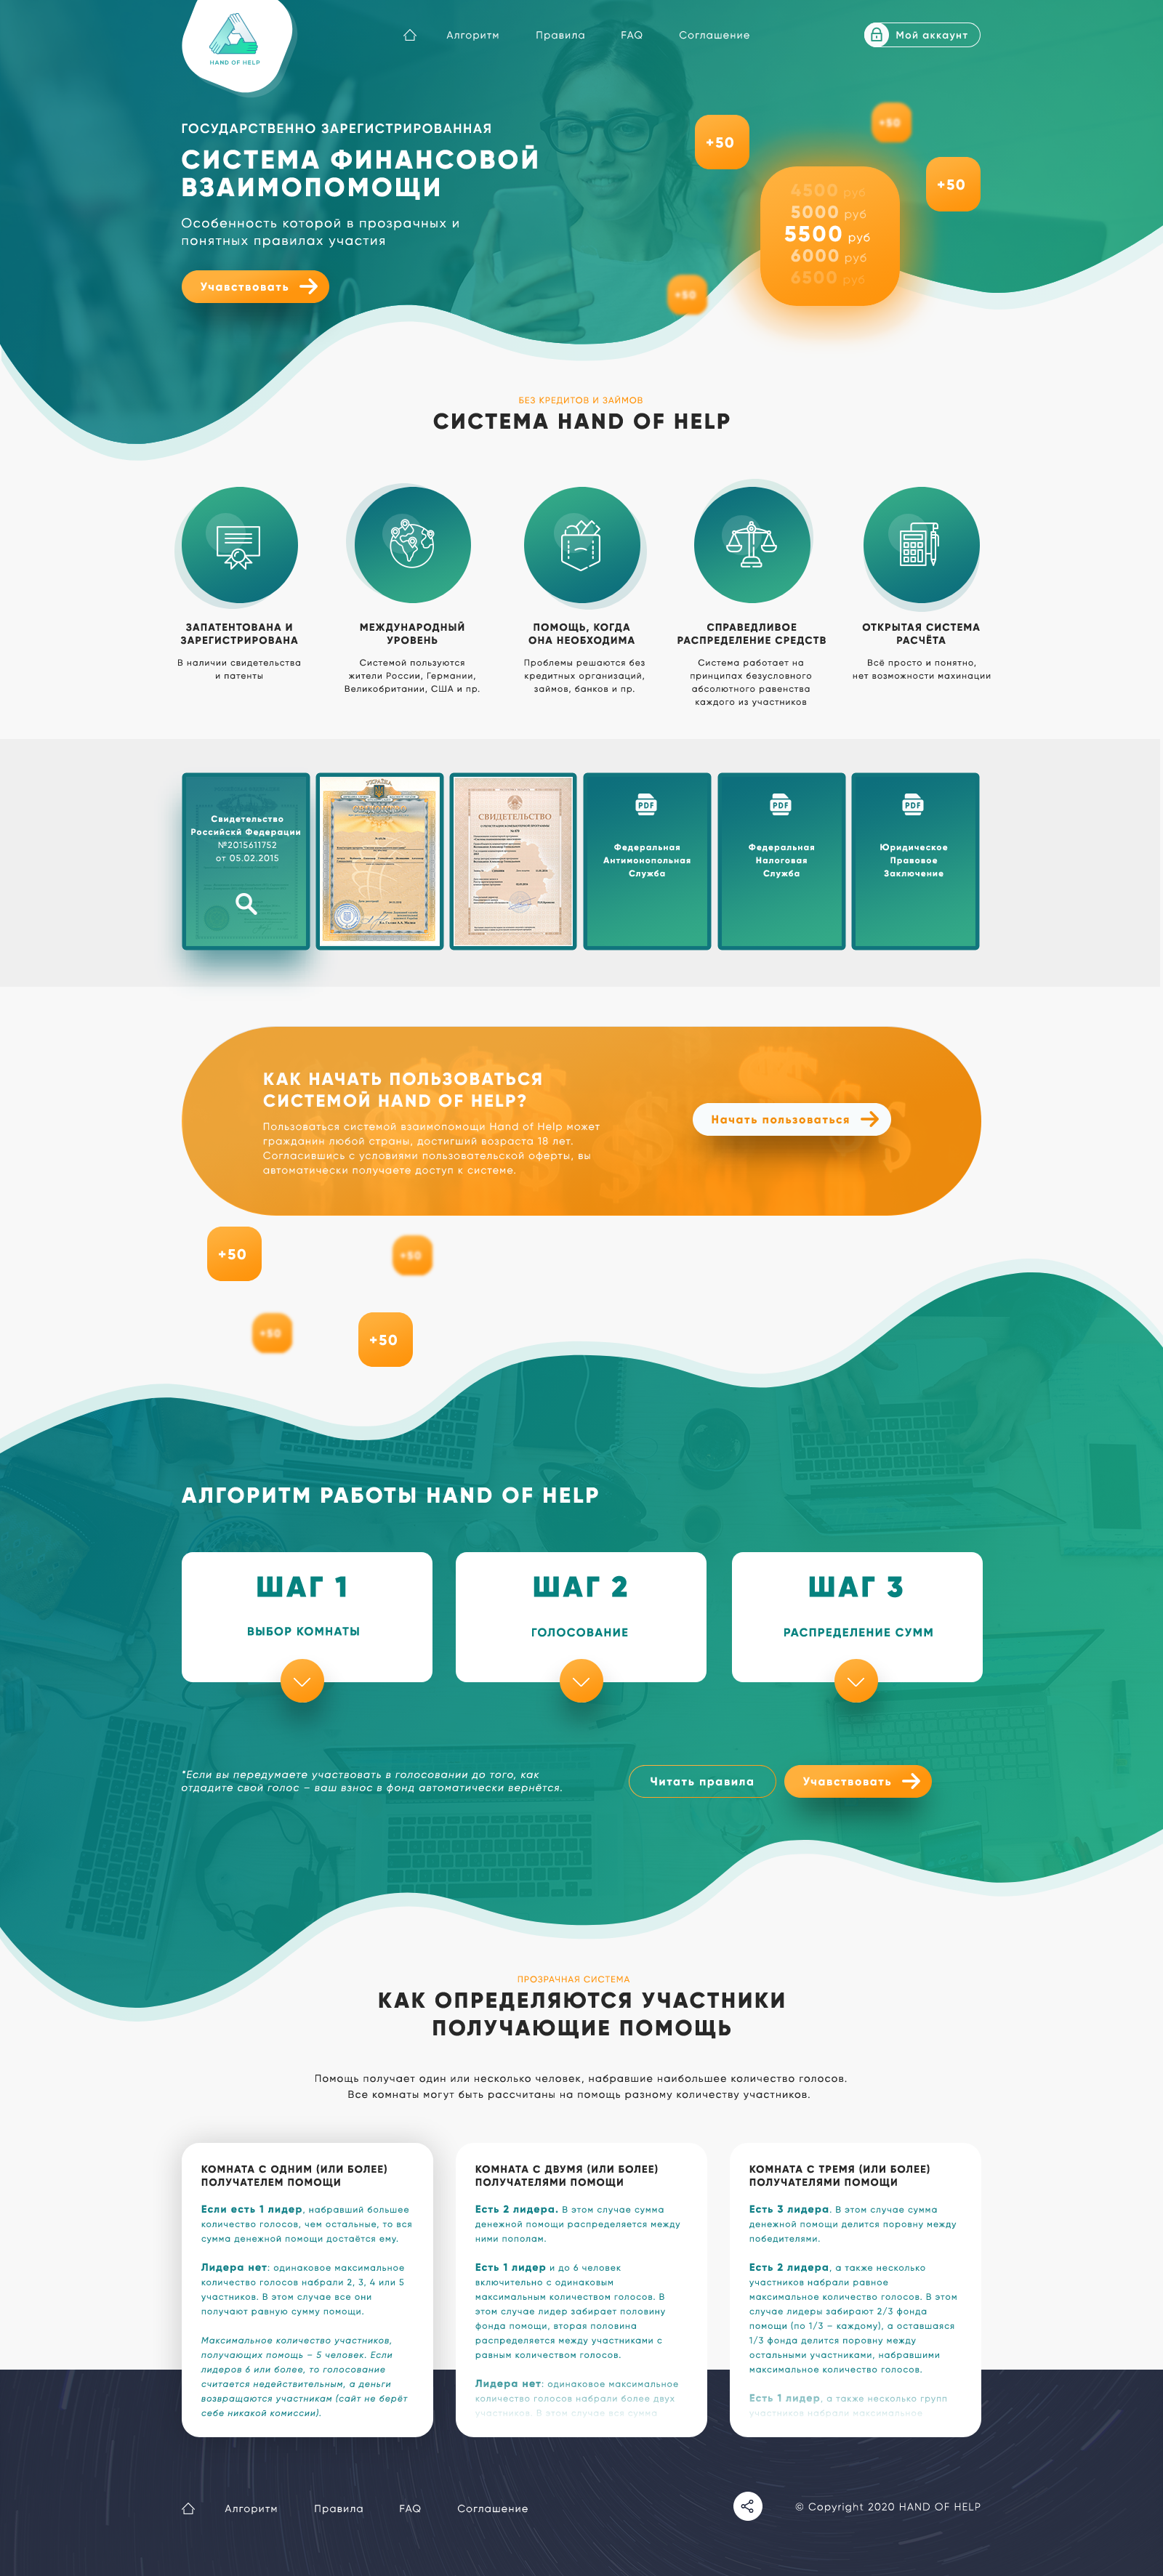 HAND OF HELP
Алгоритм
Правила
FAQ
Соглашение
Мой аккаунт
ГОСУДАРСТВЕННО ЗАРЕГИСТРИРОВАННАЯ
СИСТЕМА ФИНАНСОВОЙ
ВЗАИМОПОМОЩИ
Особенность которой в прозрачных и
понятных правилах участия
Учавствовать
+50
+50
+50
+50
4500 руб
5000 руб
5500 руб
6000 руб
6500 руб
БЕЗ КРЕДИТОВ И ЗАЙМОВ
СИСТЕМА HAND OF HELP
ЗАПАТЕНТОВАНА И
ЗАРЕГИСТРИРОВАНА
В наличии свидетельства
и патенты
МЕЖДУНАРОДНЫЙ
УРОВЕНЬ
Системой пользуются
жители России, Германии,
Великобритании, США и пр.
ПОМОЩЬ, КОГДА
ОНА НЕОБХОДИМА
Проблемы решаются без
кредитных организаций,
займов, банков и пр.
СПРАВЕДЛИВОЕ
РАСПРЕДЕЛЕНИЕ СРЕДСТВ
Система работает на
принципах безусловного
абсолютного равенства
каждого из участников
ОТКРЫТАЯ СИСТЕМА
РАСЧЁТА
Всё просто и понятно,
нет возможности махинации
Свидетельство
Российскй Федерации
№2015611752
от 05.02.2015
УКРАЇНА
СВІДОЦТВО
СВИДЕТЕЛЬСТВО
PDF
Федеральная
Антимонопольная
Служба
PDF
Федеральная
Налоговая
Служба
PDF
Юридическое
Правовое
Заключение
КАК НАЧАТЬ ПОЛЬЗОВАТЬСЯ
СИСТЕМОЙ HAND OF HELP?
Пользоваться системой взаимопомощи Hand of Help может
гражданин любой страны, достигший возраста 18 лет.
Согласившись с условиями пользовательской оферты, вы
автоматически получаете доступ к системе.
Начать пользоваться
+50
+50
+50
+50
АЛГОРИТМ РАБОТЫ HAND OF HELP
ШАГ 1
ВЫБОР КОМНАТЫ
ШАГ 2
ГОЛОСОВАНИЕ
ШАГ 3
РАСПРЕДЕЛЕНИЕ СУММ
*Если вы передумаете участвовать в голосовании до того, как
отдадите свой голос – ваш взнос в фонд автоматически вернётся.
Читать правила
Учавствовать
ПРОЗРАЧНАЯ СИСТЕМА
КАК ОПРЕДЕЛЯЮТСЯ УЧАСТНИКИ
ПОЛУЧАЮЩИЕ ПОМОЩЬ
Помощь получает один или несколько человек, набравшие наибольшее количество голосов.
Все комнаты могут быть рассчитаны на помощь разному количеству участников.
КОМНАТА С ОДНИМ (ИЛИ БОЛЕЕ)
ПОЛУЧАТЕЛЕМ ПОМОЩИ
Если есть 1 лидер, набравший большее
количество голосов, чем остальные, то вся
сумма денежной помощи достаётся ему.
Лидера нет: одинаковое максимальное
количество голосов набрали 2, 3, 4 или 5
участников. В этом случае все они
получают равную сумму помощи.
Максимальное количество участников,
получающих помощь – 5 человек. Если
лидеров 6 или более, то голосование
считается недействительным, а деньги
возвращаются участникам (сайт не берёт
себе никакой комиссии).
КОМНАТА С ДВУМЯ (ИЛИ БОЛЕЕ)
ПОЛУЧАТЕЛЯМИ ПОМОЩИ
Есть 2 лидера. В этом случае сумма
денежной помощи распределяется между
ними пополам.
Есть 1 лидер и до 6 человек
включительно с одинаковым
максимальным количеством голосов. В
этом случае лидер забирает половину
фонда помощи, вторая половина
распределяется между участниками с
равным количеством голосов.
Лидера нет: одинаковое максимальное
количество голосов набрали более двух
участников. В этом случае вся сумма
КОМНАТА С ТРЕМЯ (ИЛИ БОЛЕЕ)
ПОЛУЧАТЕЛЯМИ ПОМОЩИ
Есть 3 лидера. В этом случае сумма
денежной помощи делится поровну между
победителями.
Есть 2 лидера, а также несколько
участников набрали равное
максимальное количество голосов. В этом
случае лидеры забирают 2/3 фонда
помощи (по 1/3 – каждому), а оставшаяся
1/3 фонда делится поровну между
остальными участниками, набравшими
максимальное количество голосов.
Есть 1 лидер, а также несколько групп
участников набрали максимальное
Алгоритм
Правила
FAQ
Соглашение
© Copyright 2020 HAND OF HELP